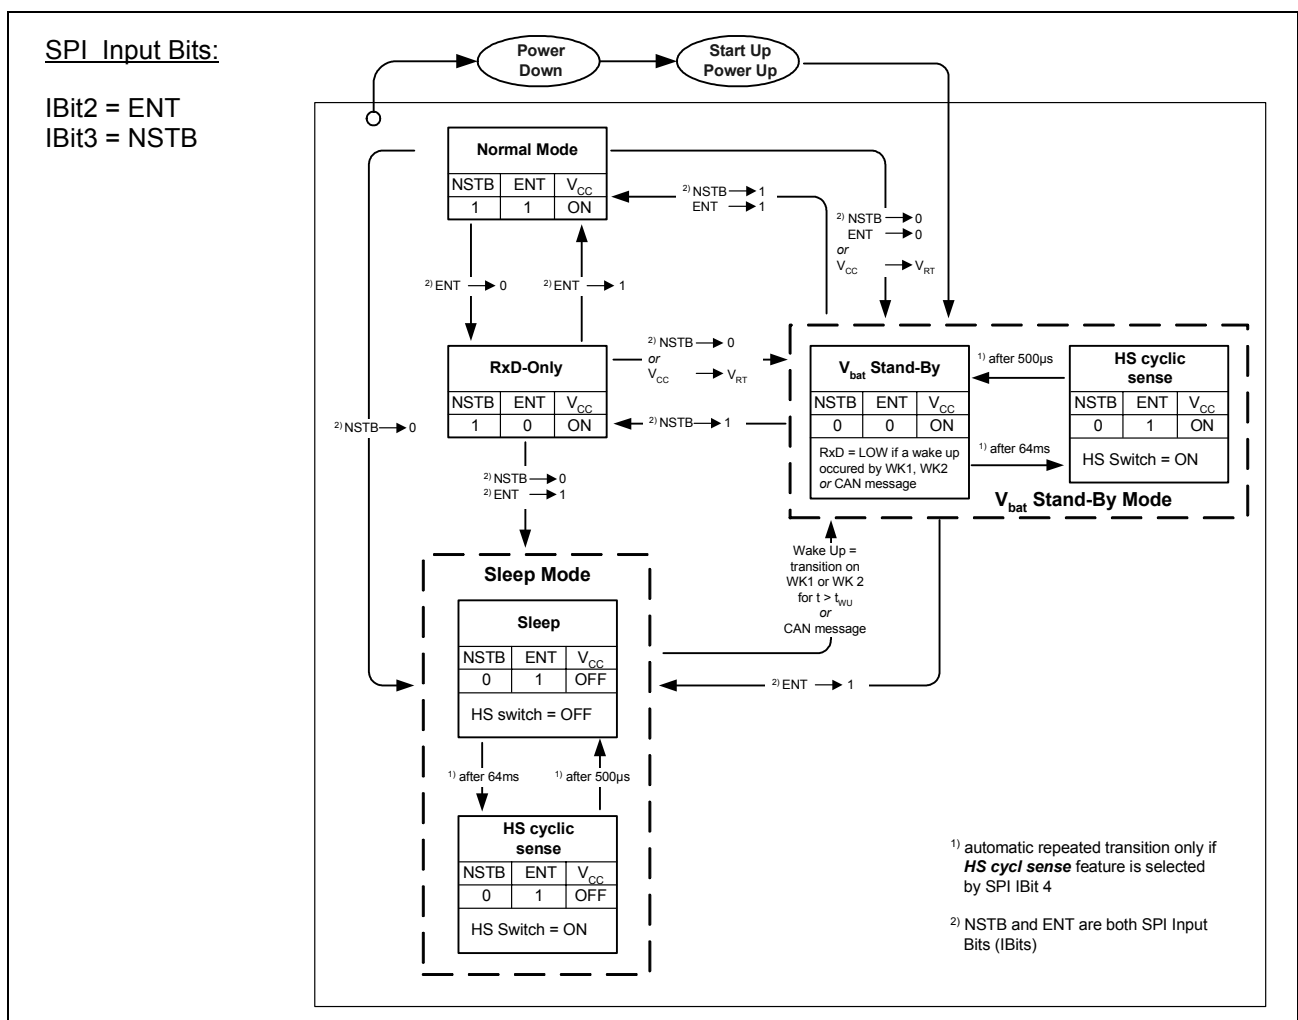 SPI Input Bits:
IBit2 = ENT
IBit3 = NSTB
Power
Down
Start Up
Power Up
Normal Mode
NSTB ENT VCC
1 1 ON
2) NSTB → 1
ENT → 1
2) NSTB → 0
ENT → 0
or
VCC → VRT
2) ENT → 0
2) ENT → 1
RxD-Only
NSTB ENT VCC
1 0 ON
2) NSTB → 0
or
VCC → VRT
2) NSTB → 1
2) NSTB → 0
Vbat Stand-By
NSTB ENT VCC
0 0 ON
RxD = LOW if a wake up
occured by WK1, WK2
or CAN message
1) after 500µs
1) after 64ms
HS cyclic
sense
NSTB ENT VCC
0 1 ON
HS Switch = ON
Vbat Stand-By Mode
2) NSTB → 0
2) ENT → 1
Wake Up =
transition on
WK1 or WK 2
for t > tWU
or
CAN message
2) ENT → 1
Sleep Mode
Sleep
NSTB ENT VCC
0 1 OFF
HS switch = OFF
1) after 64ms
1) after 500µs
HS cyclic
sense
NSTB ENT VCC
0 1 OFF
HS Switch = ON
1) automatic repeated transition only if
HS cycl sense feature is selected
by SPI IBit 4
2) NSTB and ENT are both SPI Input
Bits (IBits)